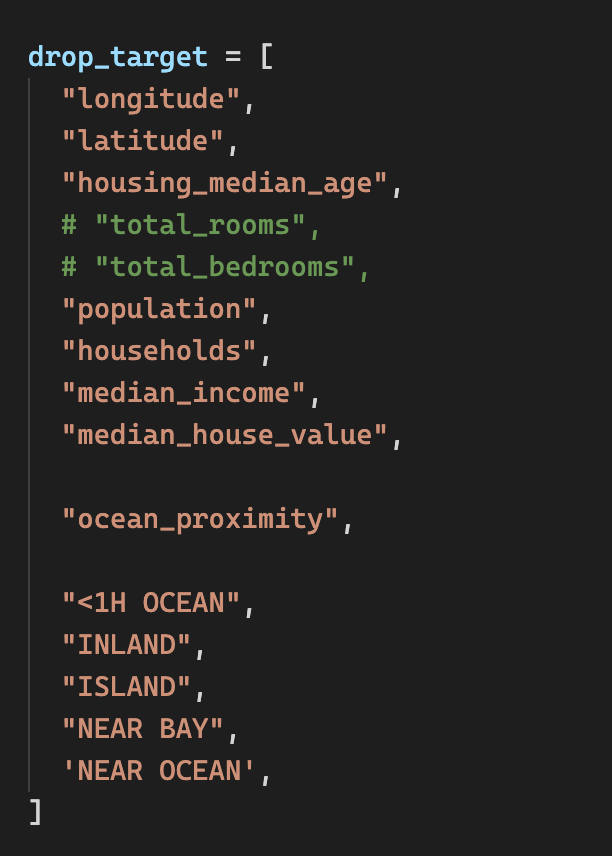 drop_target = [
"longitude",
"latitude",
"housing_median_age",
# "total_rooms",
# "total_bedrooms",
"population",
"households",
"median_income",
"median_house_value",
"ocean_proximity",
"<1H OCEAN",
"INLAND",
"ISLAND",
"NEAR BAY",
'NEAR OCEAN',
]